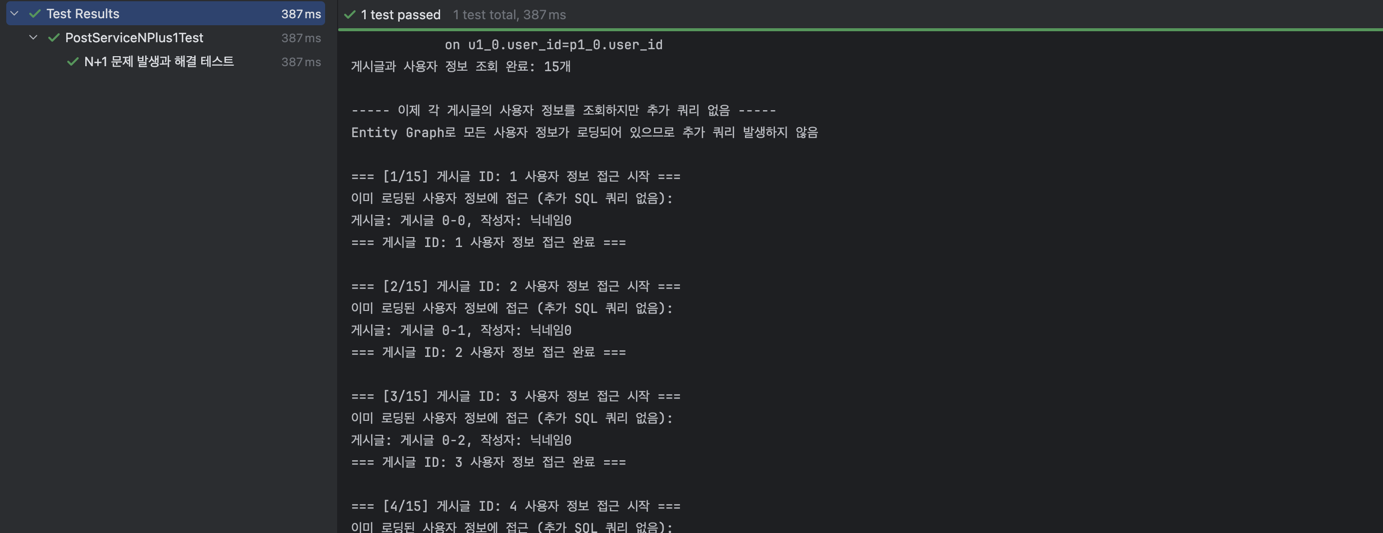 Test Results 387 ms
PostServiceNPlus1Test 387 ms
N+1 문제 발생과 해결 테스트 387 ms
1 test passed 1 test total, 387 ms
on u1_0.user_id=p1_0.user_id
게시글과 사용자 정보 조회 완료: 15개
----- 이제 각 게시글의 사용자 정보를 조회하지만 추가 쿼리 없음 -----
Entity Graph로 모든 사용자 정보가 로딩되어 있으므로 추가 쿼리 발생하지 않음
=== [1/15] 게시글 ID: 1 사용자 정보 접근 시작 ===
이미 로딩된 사용자 정보에 접근 (추가 SQL 쿼리 없음):
게시글: 게시글 0-0, 작성자: 닉네임0
=== 게시글 ID: 1 사용자 정보 접근 완료 ===
=== [2/15] 게시글 ID: 2 사용자 정보 접근 시작 ===
이미 로딩된 사용자 정보에 접근 (추가 SQL 쿼리 없음):
게시글: 게시글 0-1, 작성자: 닉네임0
=== 게시글 ID: 2 사용자 정보 접근 완료 ===
=== [3/15] 게시글 ID: 3 사용자 정보 접근 시작 ===
이미 로딩된 사용자 정보에 접근 (추가 SQL 쿼리 없음):
게시글: 게시글 0-2, 작성자: 닉네임0
=== 게시글 ID: 3 사용자 정보 접근 완료 ===
=== [4/15] 게시글 ID: 4 사용자 정보 접근 시작 ===
이미 로딩된 사용자 정보에 접근 (추가 SQL 쿼리 없음):